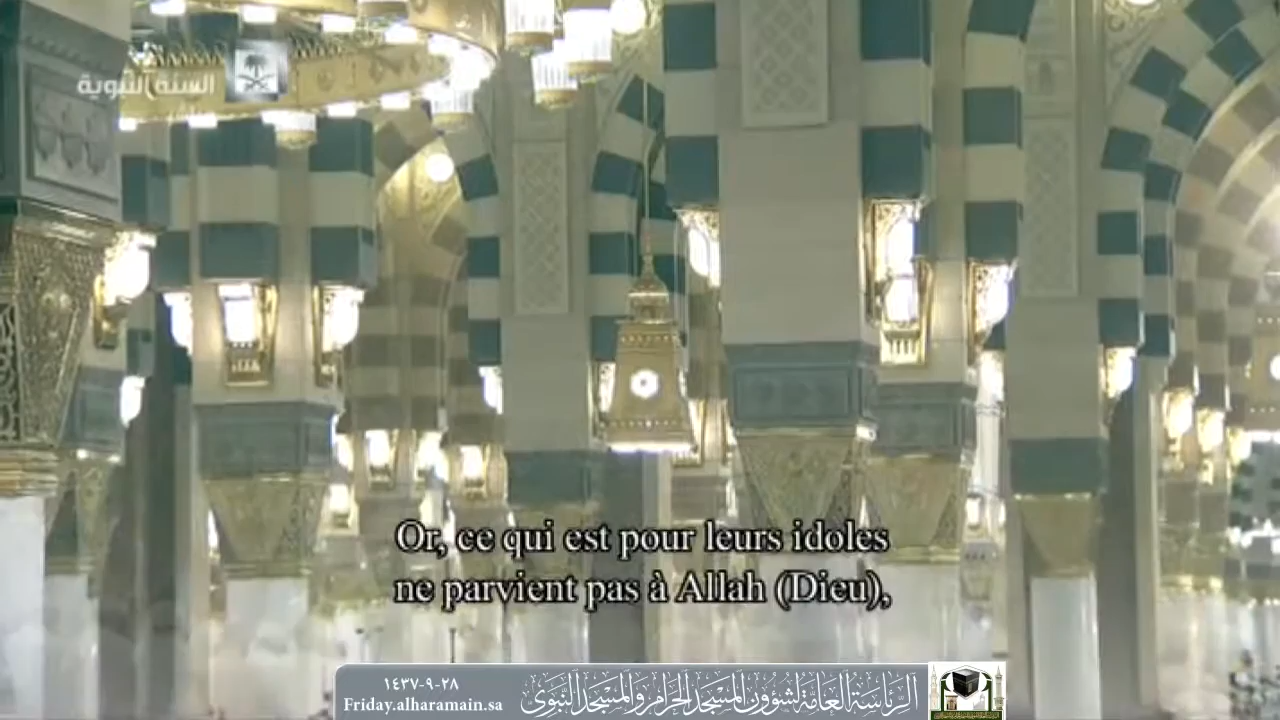 السنة النبوية
مباشر
Or, ce qui est pour leurs idoles
ne parvient pas à Allah (Dieu),
١٤٣٧-٩-٢٨
Friday.alharamain.sa
الرئاسة العامة لشؤون المسجد الحرام والمسجد النبوي